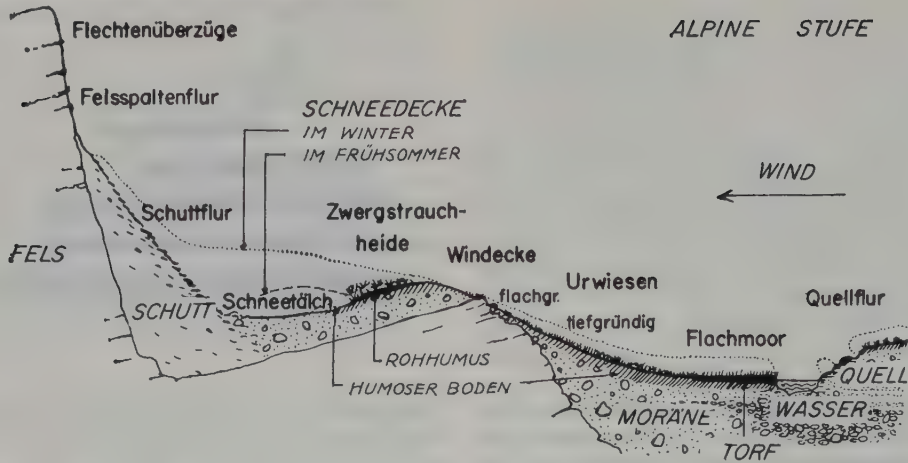 Flechtenüberzüge
ALPINE STUFE
Felsspaltenflur
SCHNEEDECKE
IM WINTER
IM FRÜHSOMMER
WIND
Schuttflur
Zwergstrauch-
heide
FELS
Windecke
Urwiesen
Quellflur
SCHUTT
Schneetälch
flachgr.
tiefgründig
Flachmoor
ROHHUMUS
HUMOSER BODEN
QUELL
MORÄNE
WASSER
TORF